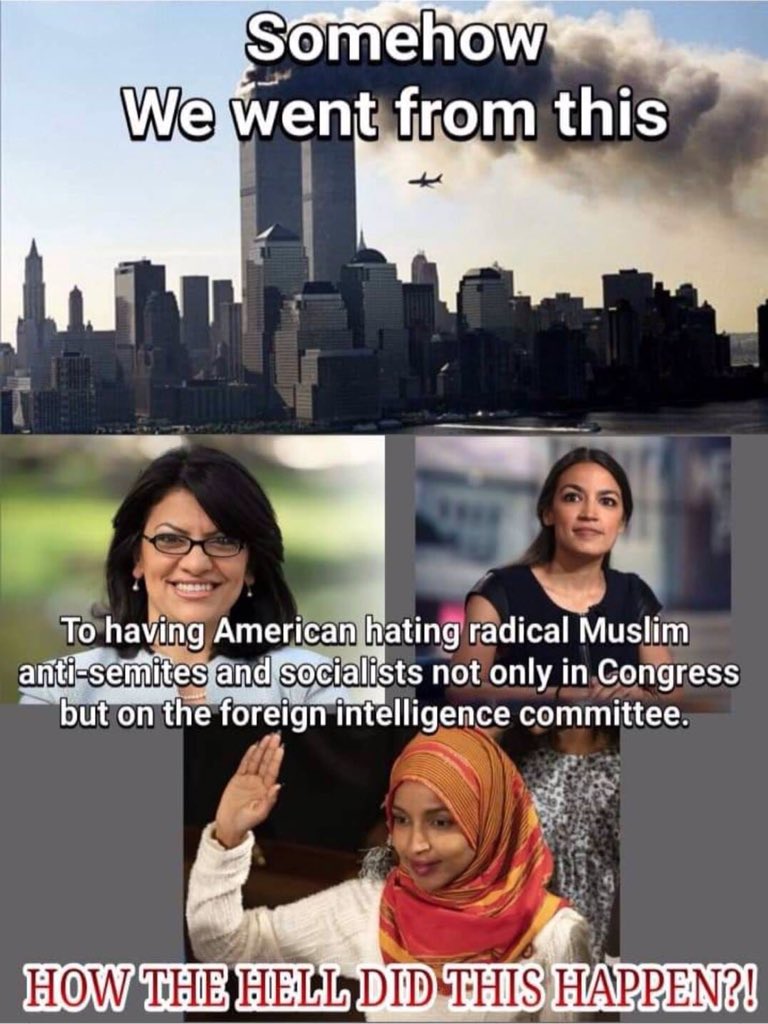 Somehow
We went from this
To having American hating radical Muslim
anti-semites and socialists not only in Congress
but on the foreign intelligence committee.
HOW THE HELL DID THIS HAPPEN?!